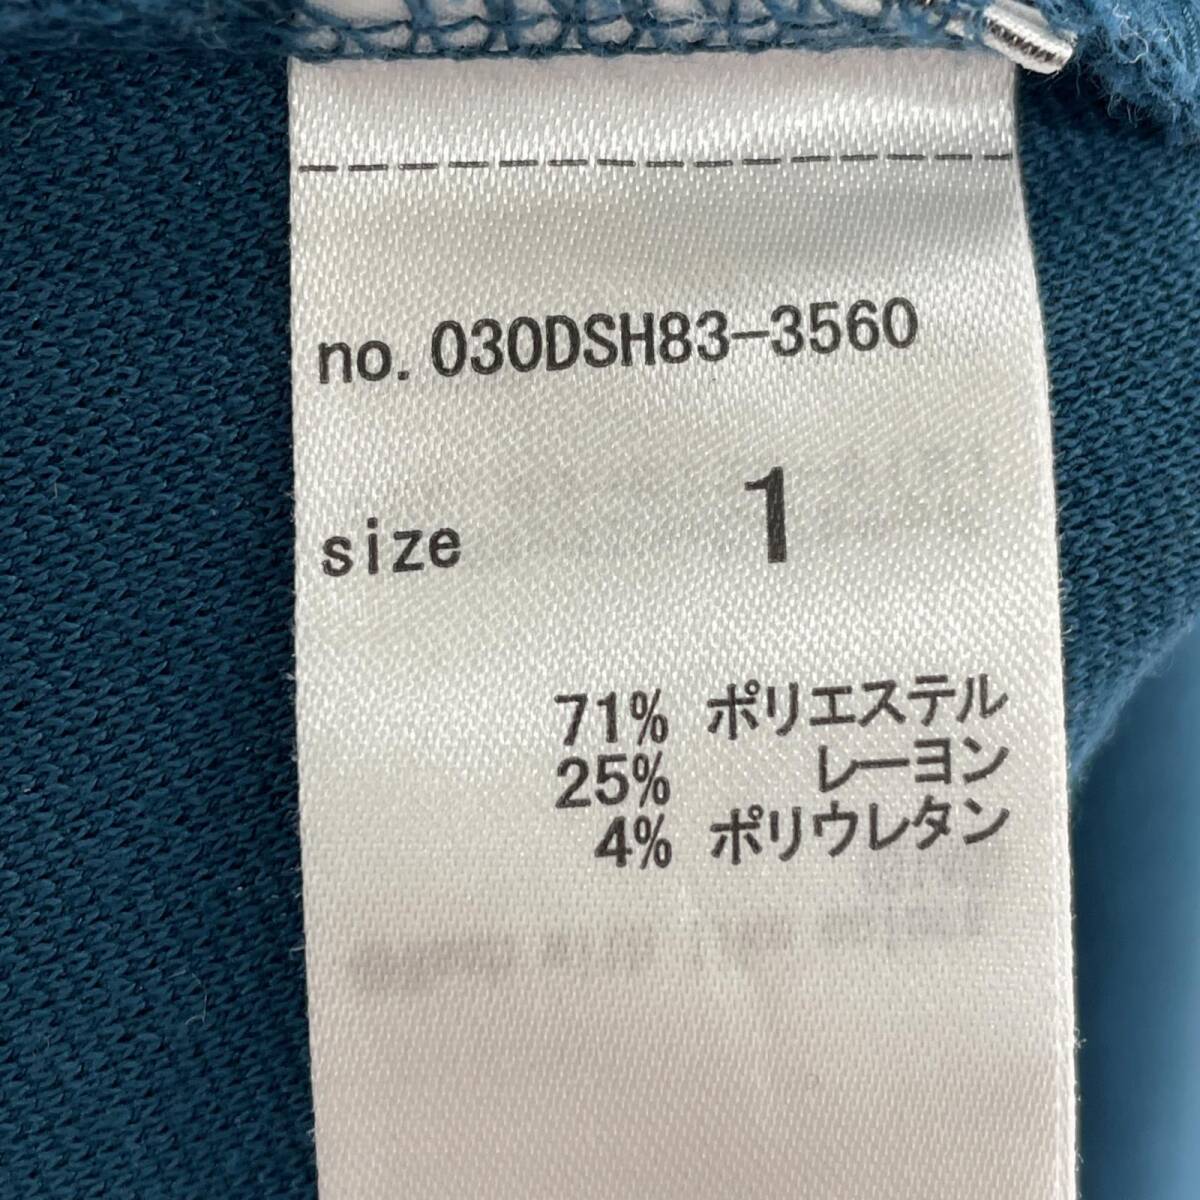 no. 030DSH83-3560
size 1
71% ポリエステル
25% レーヨン
4% ポリウレタン